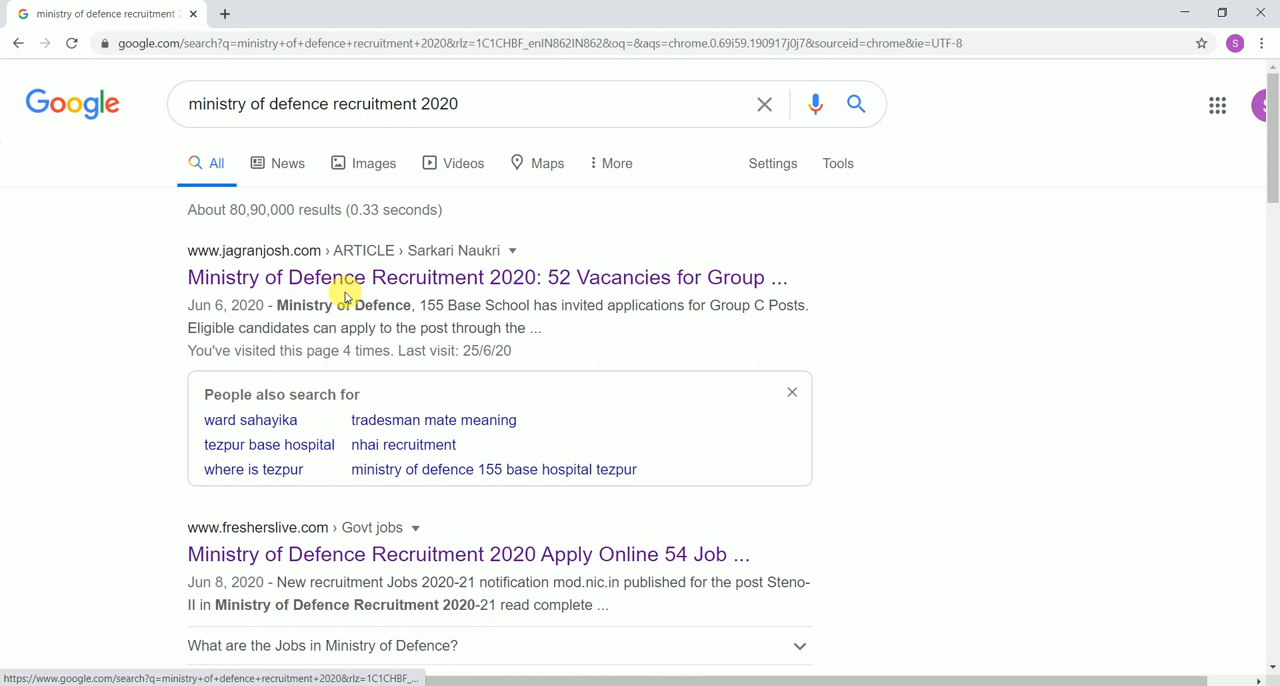 ministry of defence recruitment 2
google.com/search?q=ministry+of+defence+recruitment+2020&rlz=1C1CHBF_enIN862IN862&oq=&aqs=chrome.0.69i59.190917j0j7&sourceid=chrome&ie=UTF-8
S
Google
ministry of defence recruitment 2020
All News Images Videos Maps More Settings Tools
About 80,90,000 results (0.33 seconds)
www.jagranjosh.com › ARTICLE › Sarkari Naukri
Ministry of Defence Recruitment 2020: 52 Vacancies for Group ...
Jun 6, 2020 - Ministry of Defence, 155 Base School has invited applications for Group C Posts.
Eligible candidates can apply to the post through the ...
You've visited this page 4 times. Last visit: 25/6/20
People also search for
ward sahayika tradesman mate meaning
tezpur base hospital nhai recruitment
where is tezpur ministry of defence 155 base hospital tezpur
www.fresherslive.com › Govt jobs
Ministry of Defence Recruitment 2020 Apply Online 54 Job ...
Jun 8, 2020 - New recruitment Jobs 2020-21 notification mod.nic.in published for the post Steno-
II in Ministry of Defence Recruitment 2020-21 read complete ...
What are the Jobs in Ministry of Defence?
https://www.google.com/search?q=ministry+of+defence+recruitment+2020&rlz=1C1CHBF_...